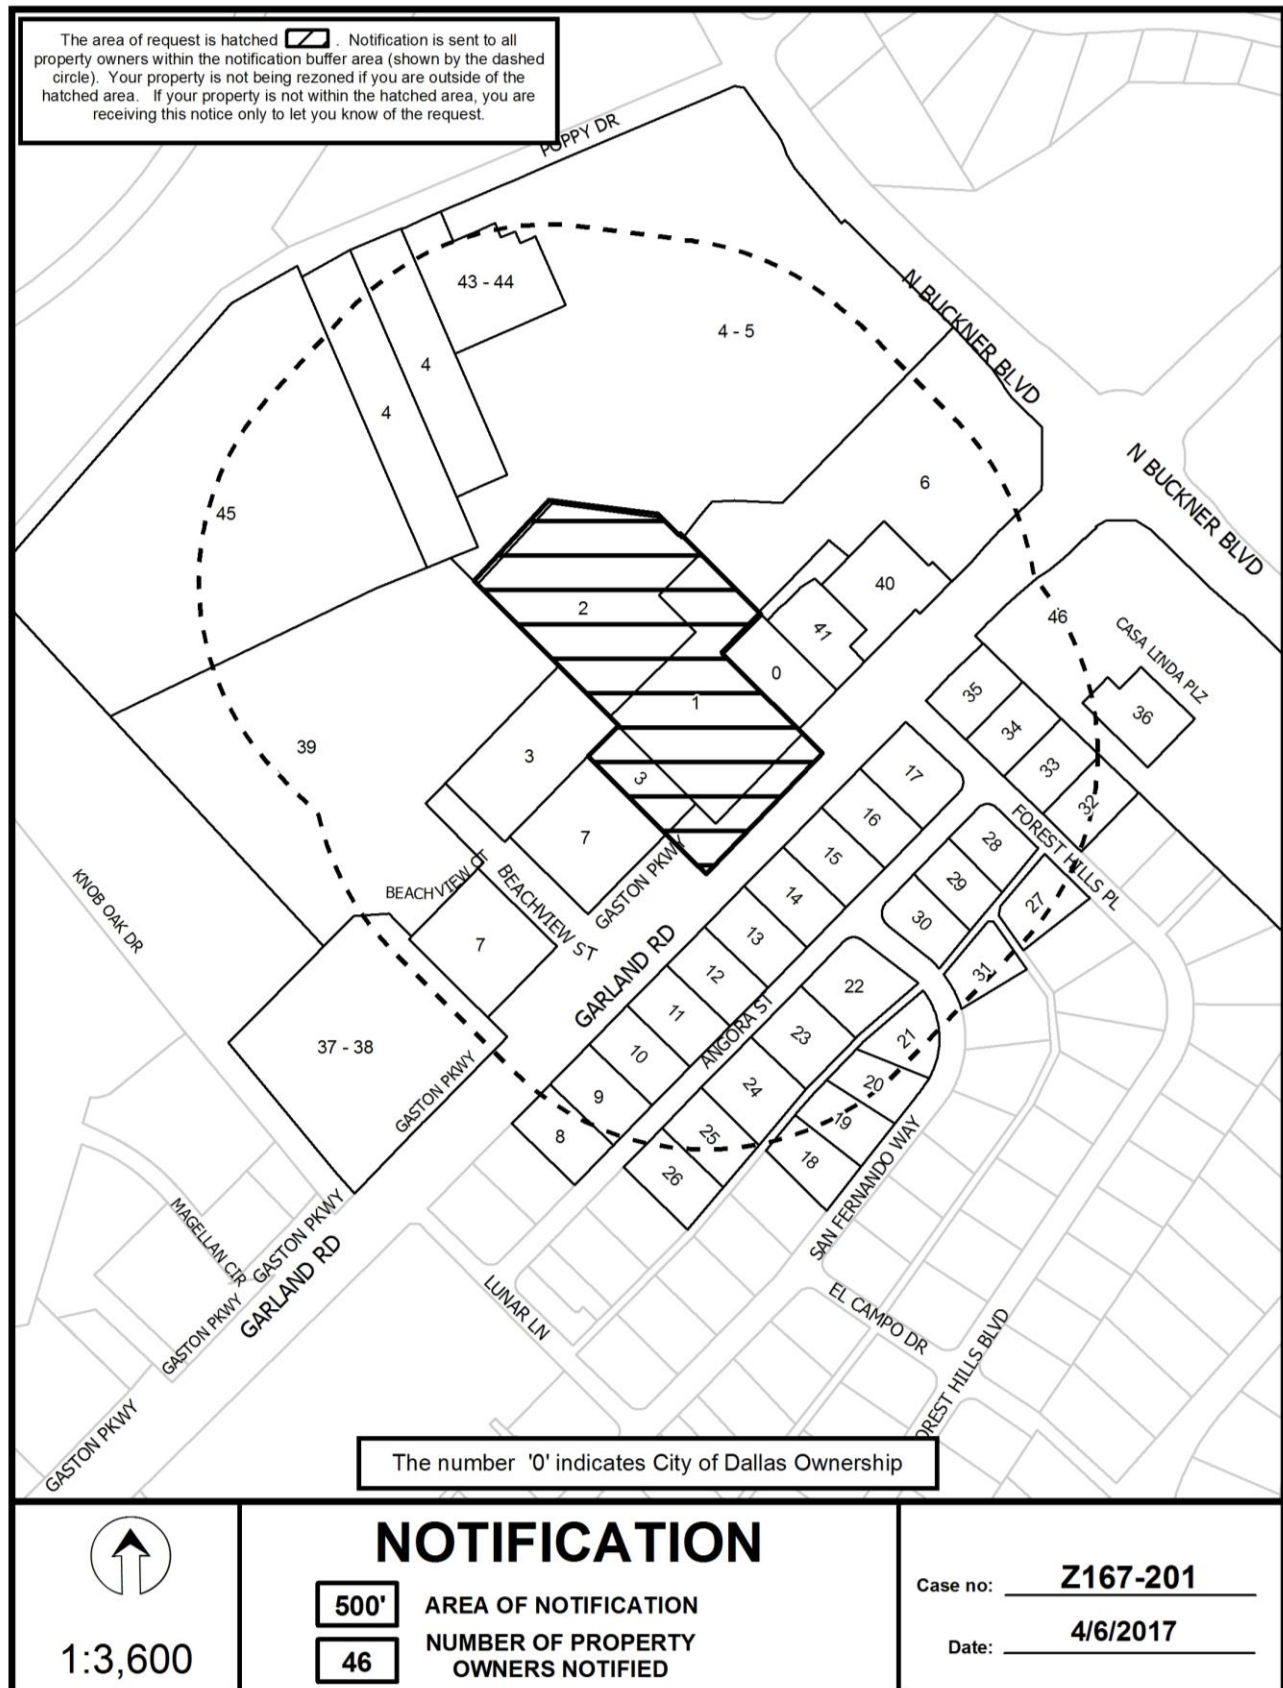 The area of request is hatched . Notification is sent to all
property owners within the notification buffer area (shown by the dashed
circle). Your property is not being rezoned if you are outside of the
hatched area. If your property is not within the hatched area, you are
receiving this notice only to let you know of the request.
POPPY DR
43 - 44
4 - 5
N BUCKNER BLVD
4
4
6
N BUCKNER BLVD
45
2
40
41
46
CASA LINDA PLZ
0
35
36
1
34
39
3
33
3
17
32
16
FOREST HILLS PL
7
28
15
GASTON PKWY
BEACHVIEW CT
BEACHVIEW ST
29
14
27
KNOB OAK DR
30
13
7
12
31
GARLAND RD
22
11
ANGORA ST
23
21
37 - 38
10
20
24
GASTON PKWY
9
19
25
8
18
26
SAN FERNANDO WAY
MAGELLAN CIR
GASTON PKWY
GARLAND RD
LUNAR LN
EL CAMPO DR
GASTON PKWY
OREST HILLS BLVD
GASTON PKWY
The number '0' indicates City of Dallas Ownership
1:3,600
NOTIFICATION
500' AREA OF NOTIFICATION
46 NUMBER OF PROPERTY
OWNERS NOTIFIED
Case no: Z167-201
Date: 4/6/2017